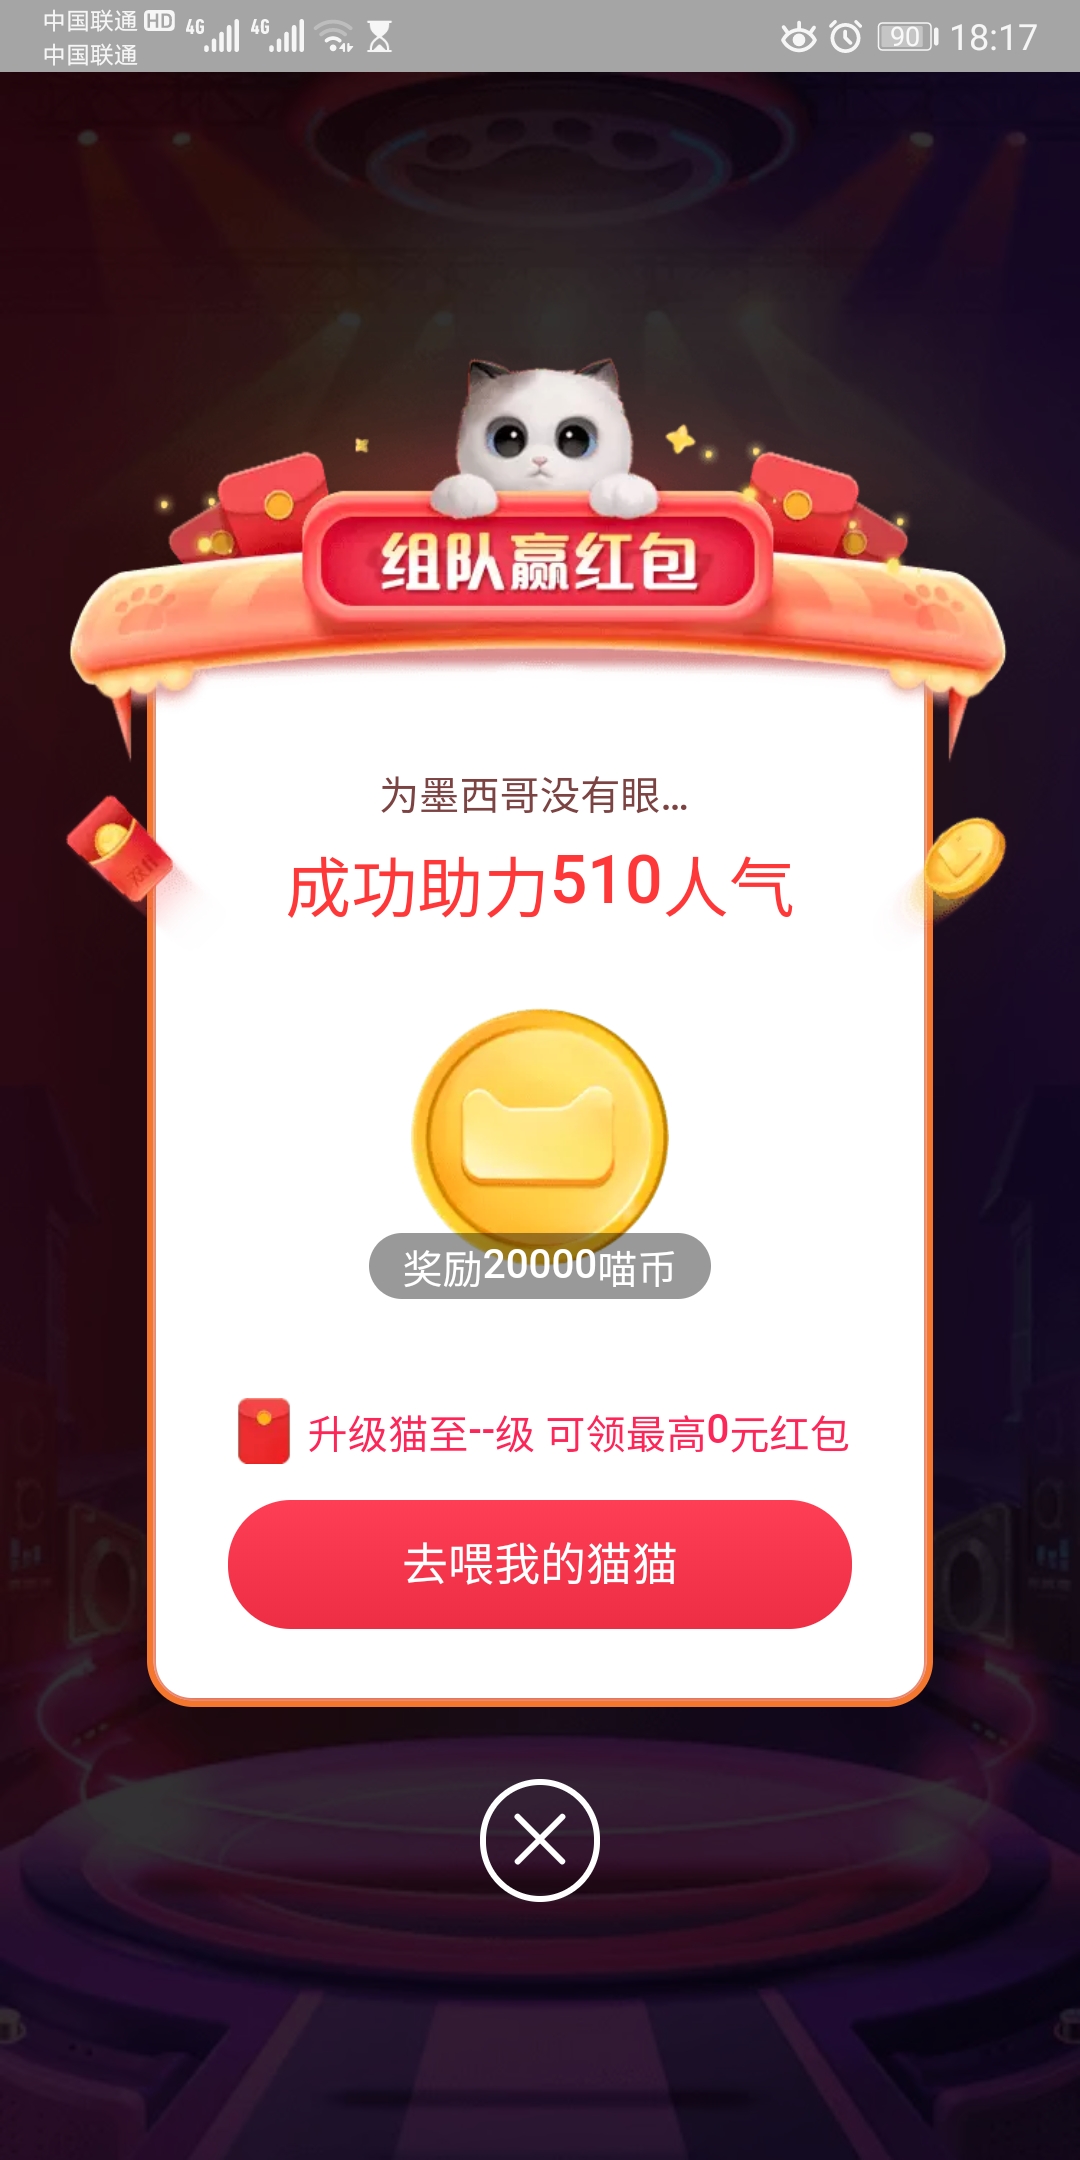 中国联通 HD 4G 4G 90 18:17
中国联通
组队赢红包
为墨西哥没有眼...
成功助力510人气
奖励20000喵币
升级猫至--级 可领最高0元红包
去喂我的猫猫
双11